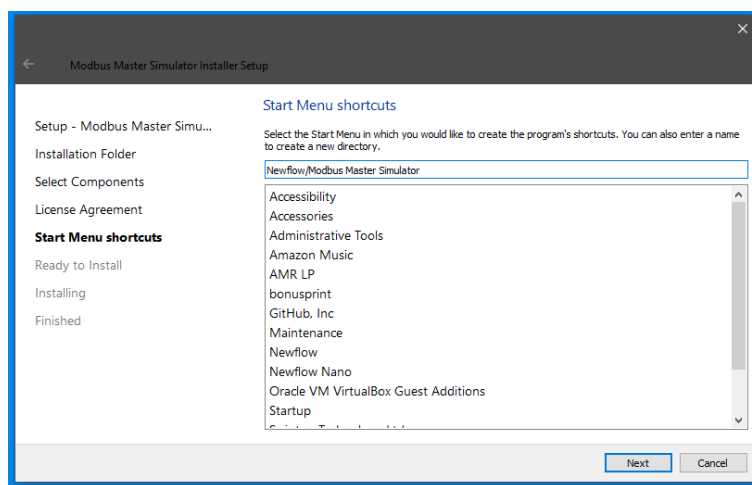 Modbus Master Simulator Installer Setup
Start Menu shortcuts
Setup - Modbus Master Simu...
Installation Folder
Select Components
License Agreement
Start Menu shortcuts
Ready to Install
Installing
Finished
Select the Start Menu in which you would like to create the program's shortcuts. You can also enter a name
to create a new directory.
Newflow/Modbus Master Simulator
Accessibility
Accessories
Administrative Tools
Amazon Music
AMR LP
bonusprint
GitHub, Inc
Maintenance
Newflow
Newflow Nano
Oracle VM VirtualBox Guest Additions
Startup
Next
Cancel